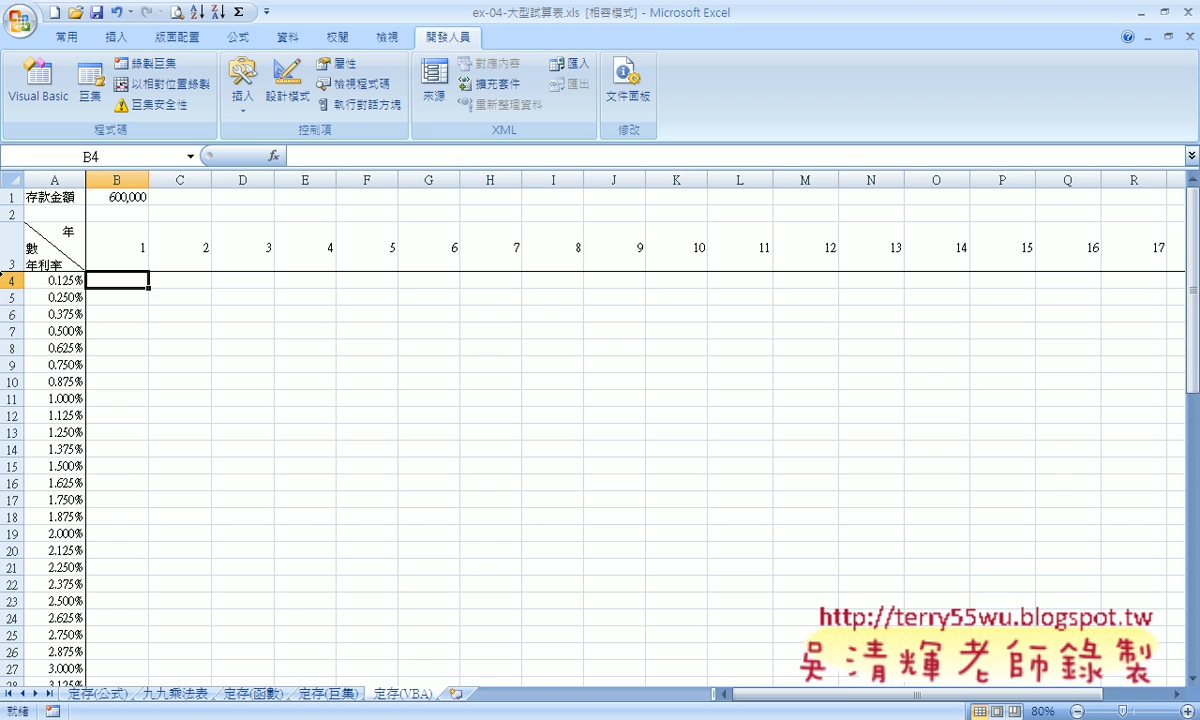 ex-04-大型試算表.xls [相容模式] - Microsoft Excel
常用 插入 版面配置 公式 資料 校閱 檢視 開發人員
Visual Basic 巨集 錄製巨集 以相對位置錄製 巨集安全性 插入 設計模式 屬性 檢視程式碼 執行對話方塊 來源 對應內容 擴充套件 重新整理資料 匯入 匯出 文件面板
程式碼 控制項 XML 修改
B4 fx
A B C D E F G H I J K L M N O P Q R
1 存款金額 600,000
2
年
數 1 2 3 4 5 6 7 8 9 10 11 12 13 14 15 16 17
3 年利率
4 0.125%
5 0.250%
6 0.375%
7 0.500%
8 0.625%
9 0.750%
10 0.875%
11 1.000%
12 1.125%
13 1.250%
14 1.375%
15 1.500%
16 1.625%
17 1.750%
18 1.875%
19 2.000%
20 2.125%
21 2.250%
22 2.375%
23 2.500%
24 2.625%
25 2.750%
26 2.875%
27 3.000%
28 3.125%
http://terry55wu.blogspot.tw
吳清輝老師錄製
定存(公式) 九九乘法表 定存(函數) 定存(巨集) 定存(VBA)
就緒 80%